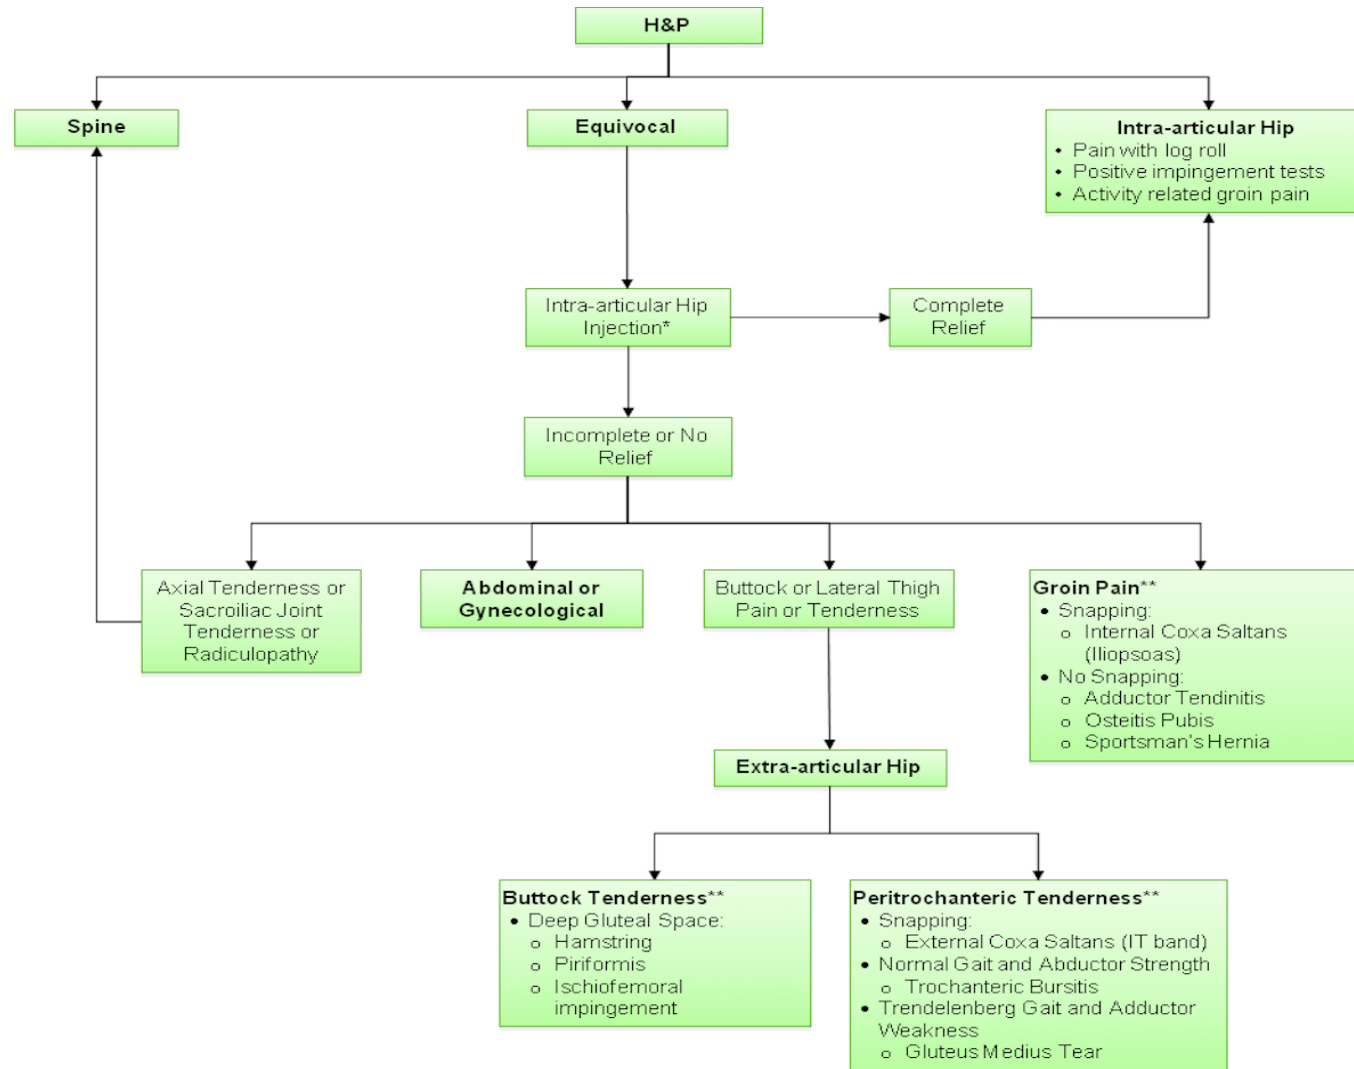 H&P
Spine
Equivocal
Intra-articular Hip
• Pain with log roll
• Positive impingement tests
• Activity related groin pain
Intra-articular Hip
Injection*
Complete
Relief
Incomplete or No
Relief
Axial Tenderness or
Sacroiliac Joint
Tenderness or
Radiculopathy
Abdominal or
Gynecological
Buttock or Lateral Thigh
Pain or Tenderness
Groin Pain**
• Snapping:
o Internal Coxa Saltans
(Iliopsoas)
• No Snapping:
o Adductor Tendinitis
o Osteitis Pubis
o Sportsman's Hernia
Extra-articular Hip
Buttock Tenderness**
• Deep Gluteal Space:
o Hamstring
o Piriformis
o Ischiofemoral
impingement
Peritrochanteric Tenderness**
• Snapping:
o External Coxa Saltans (IT band)
• Normal Gait and Abductor Strength
o Trochanteric Bursitis
• Trendelenberg Gait and Adductor
Weakness
o Gluteus Medius Tear